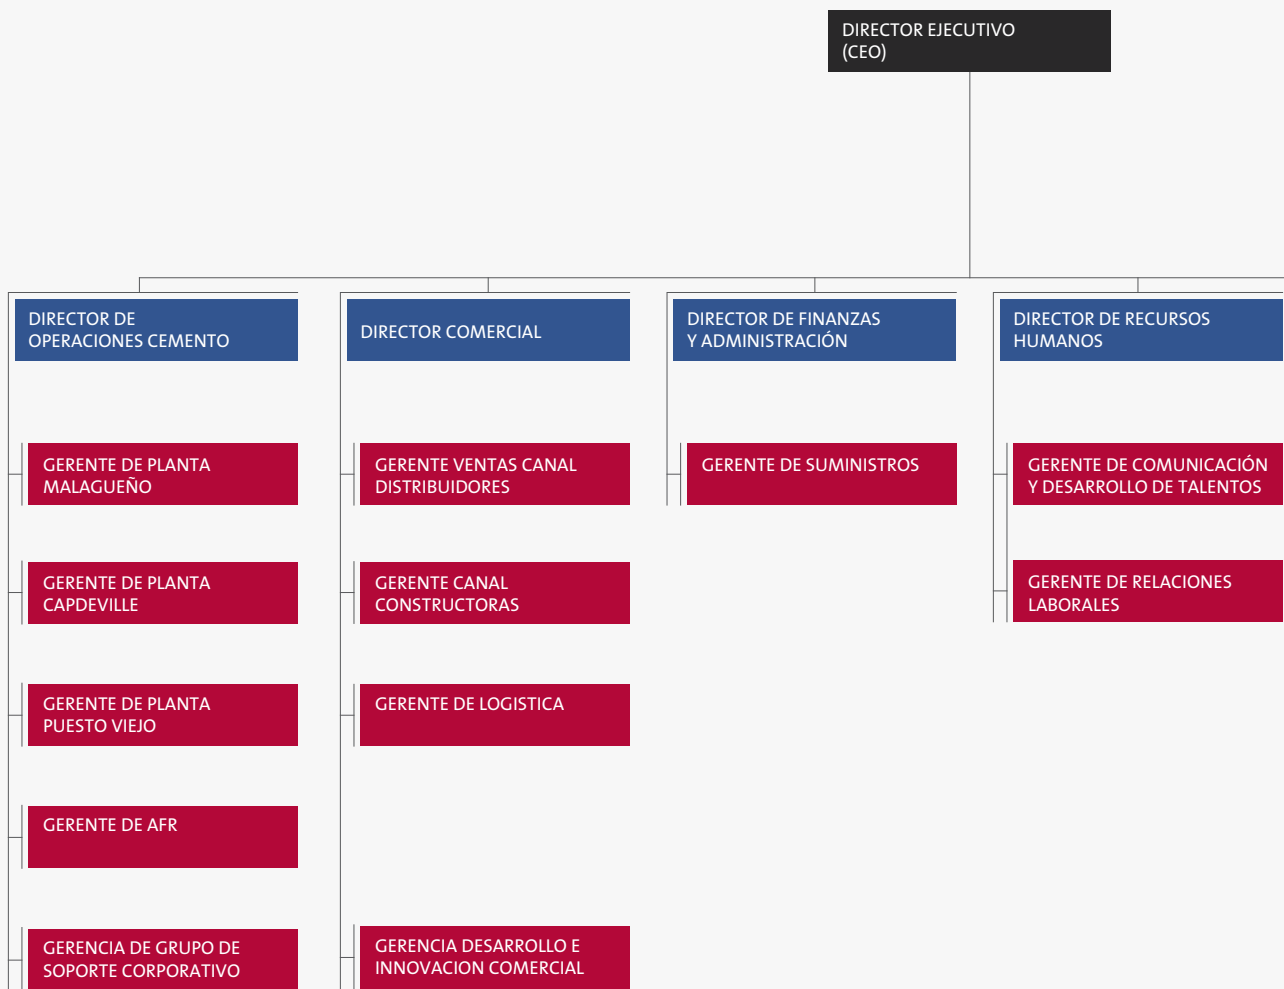 DIRECTOR EJECUTIVO
(CEO)
DIRECTOR DE
OPERACIONES CEMENTO
GERENTE DE PLANTA
MALAGUEÑO
GERENTE DE PLANTA
CAPDEVILLE
GERENTE DE PLANTA
PUESTO VIEJO
GERENTE DE AFR
GERENCIA DE GRUPO DE
SOPORTE CORPORATIVO
DIRECTOR COMERCIAL
GERENTE VENTAS CANAL
DISTRIBUIDORES
GERENTE CANAL
CONSTRUCTORAS
GERENTE DE LOGISTICA
GERENCIA DESARROLLO E
INNOVACION COMERCIAL
DIRECTOR DE FINANZAS
Y ADMINISTRACIÓN
GERENTE DE SUMINISTROS
DIRECTOR DE RECURSOS
HUMANOS
GERENTE DE COMUNICACIÓN
Y DESARROLLO DE TALENTOS
GERENTE DE RELACIONES
LABORALES